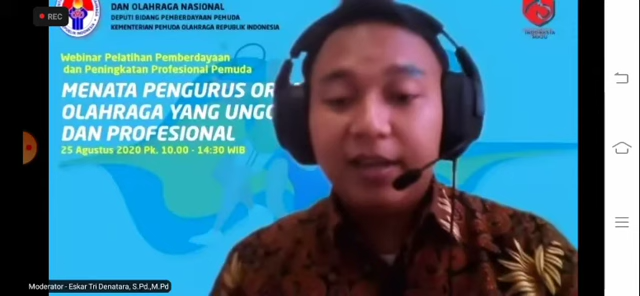 REC
DAN OLAHRAGA NASIONAL
DEPUTI BIDANG PEMBERDAYAAN PEMUDA
KEMENTERIAN PEMUDA OLAHRAGA REPUBLIK INDONESIA
Webinar Pelatihan Pemberdayaan
dan Peningkatan Profesional Pemuda
MENATA PENGURUS OR
OLAHRAGA YANG UNGG
DAN PROFESIONAL
25 Agustus 2020 Pk. 10.00 - 14:30 WIB
Moderator - Eskar Tri Denatara, S.Pd.,M.Pd